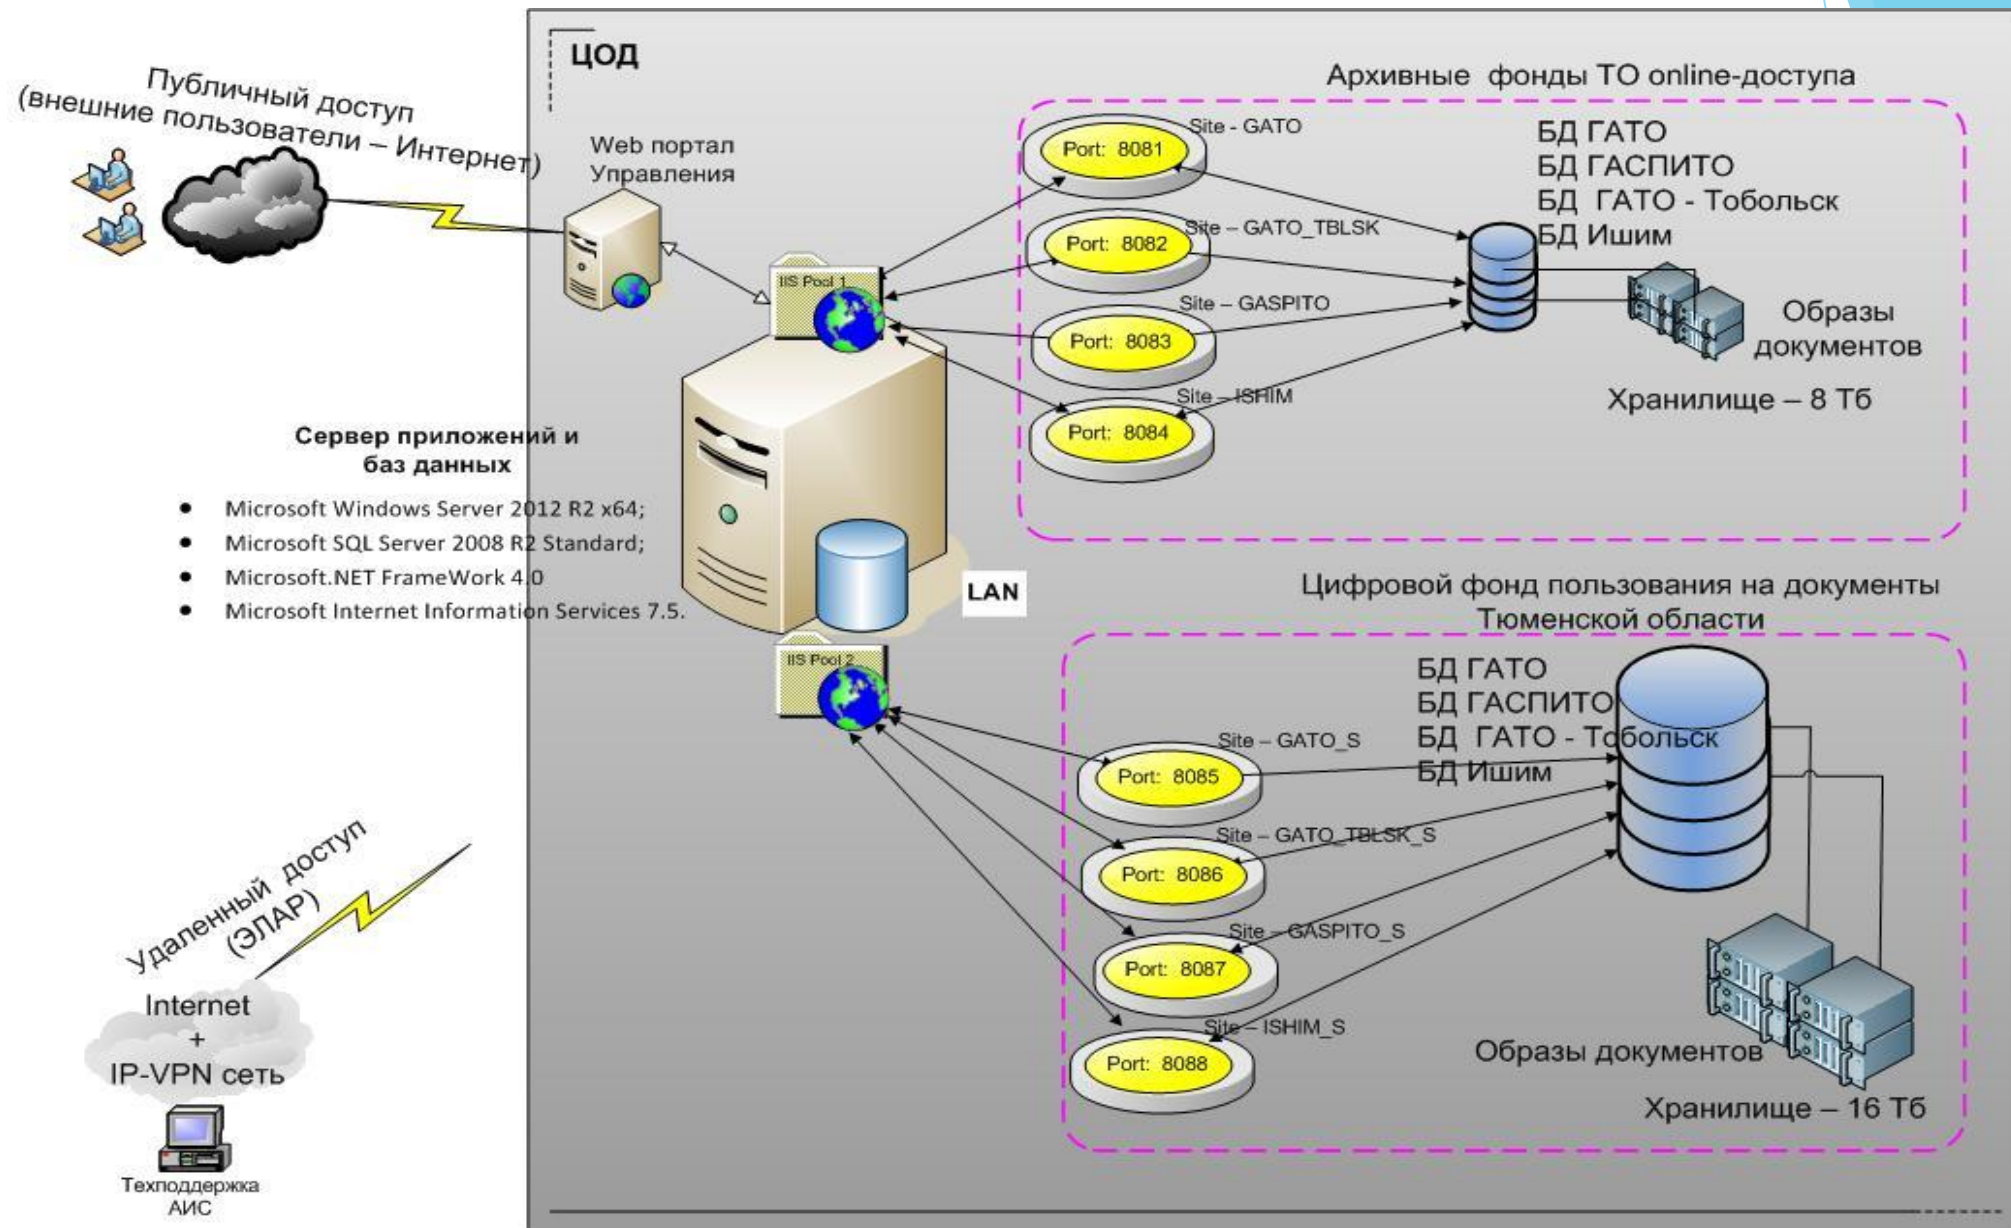 ЦОД
Публичный доступ
(внешние пользователи – Интернет)
Web портал
Управления
IIS Pool 1
Архивные фонды ТО online-доступа
Site - GATO
Port: 8081
Site – GATO_TBLSK
Port: 8082
Site – GASPITO
Port: 8083
Site – ISHIM
Port: 8084
БД ГАТО
БД ГАСПИТО
БД ГАТО - Тобольск
БД Ишим
Образы
документов
Хранилище – 8 Тб
Сервер приложений и
баз данных
• Microsoft Windows Server 2012 R2 x64;
• Microsoft SQL Server 2008 R2 Standard;
• Microsoft.NET FrameWork 4.0
• Microsoft Internet Information Services 7.5.
LAN
IIS Pool 2
Цифровой фонд пользования на документы
Тюменской области
БД ГАТО
БД ГАСПИТО
БД ГАТО - Тобольск
БД Ишим
Site – GATO_S
Port: 8085
Site – GATO_TBLSK_S
Port: 8086
Site – GASPITO_S
Port: 8087
Site – ISHIM_S
Port: 8088
Образы документов
Хранилище – 16 Тб
Удаленный доступ
(ЭЛАР)
Internet
+
IP-VPN сеть
Техподдержка
АИС